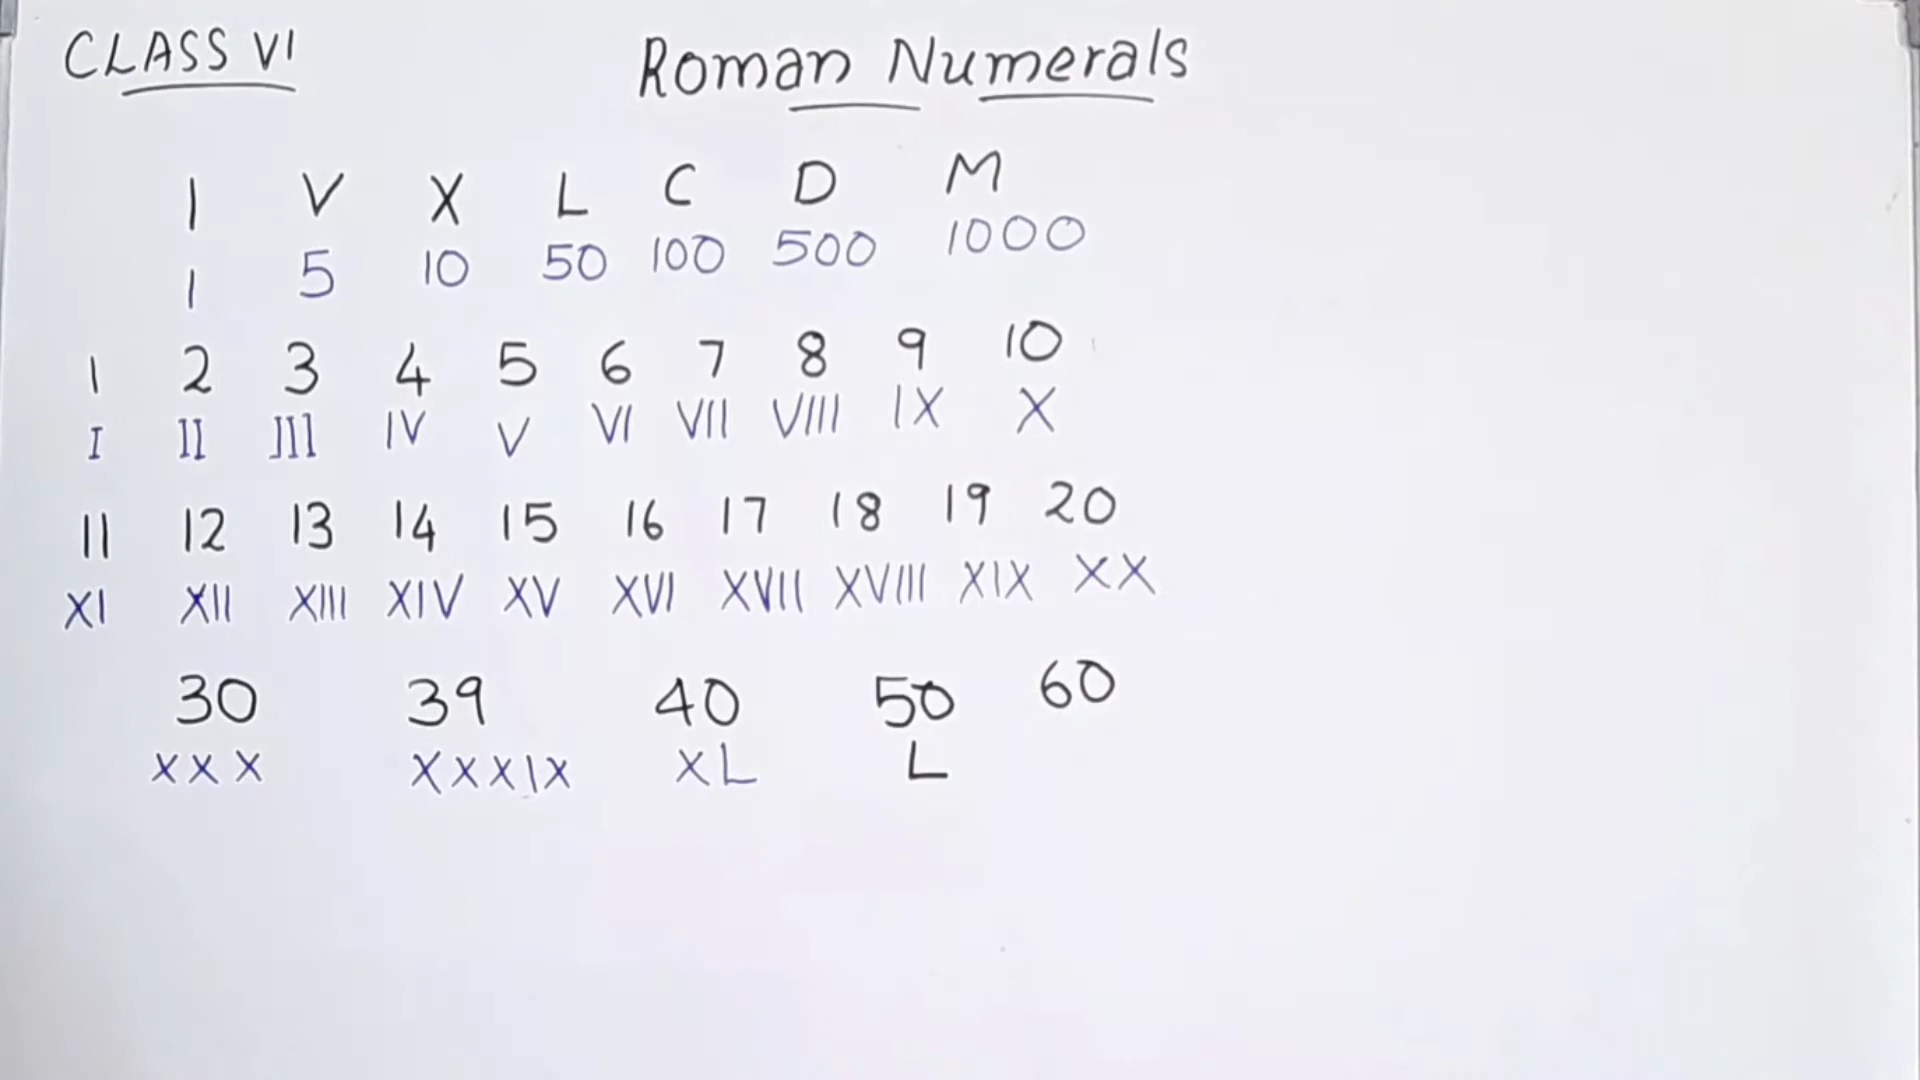 CLASS VI Roman Numerals
I V X L C D M
1 5 10 50 100 500 1000
1 2 3 4 5 6 7 8 9 10
I II III IV V VI VII VIII IX X
11 12 13 14 15 16 17 18 19 20
XI XII XIII XIV XV XVI XVII XVIII XIX XX
30 39 40 50 60
XXX XXXIX XL L